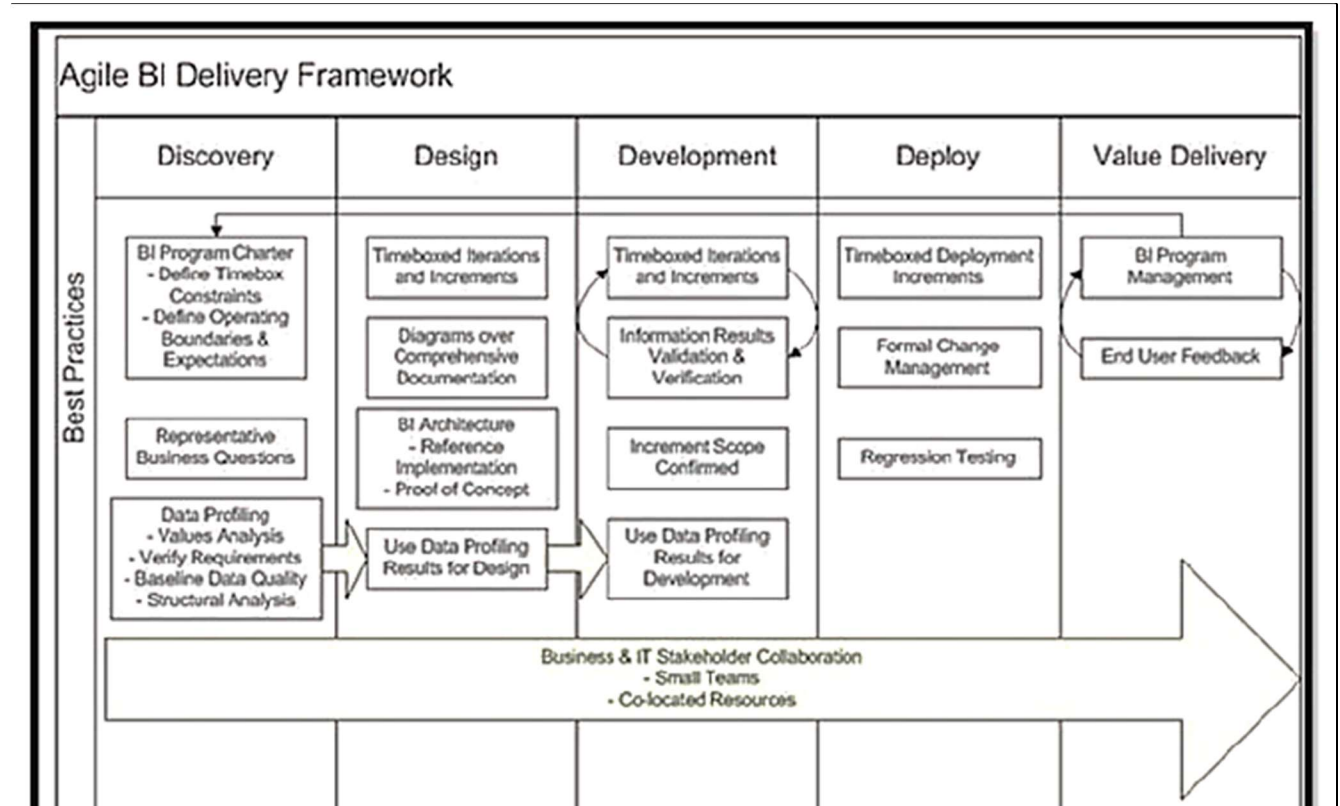 Agile BI Delivery Framework
Best Practices
Discovery
Design
Development
Deploy
Value Delivery
BI Program Charter
- Define Timebox
Constraints
- Define Operating
Boundaries &
Expectations
Representative
Business Questions
Data Profiling
- Values Analysis
- Verify Requirements
- Baseline Data Quality
- Structural Analysis
Timeboxed Iterations
and Increments
Diagrams over
Comprehensive
Documentation
BI Architecture
- Reference
Implementation
- Proof of Concept
Use Data Profiling
Results for Design
Timeboxed Iterations
and Increments
Information Results
Validation &
Verification
Increment Scope
Confirmed
Use Data Profiling
Results for
Development
Timeboxed Deployment
Increments
Formal Change
Management
Regression Testing
BI Program
Management
End User Feedback
Business & IT Stakeholder Collaboration
- Small Teams
- Co-located Resources